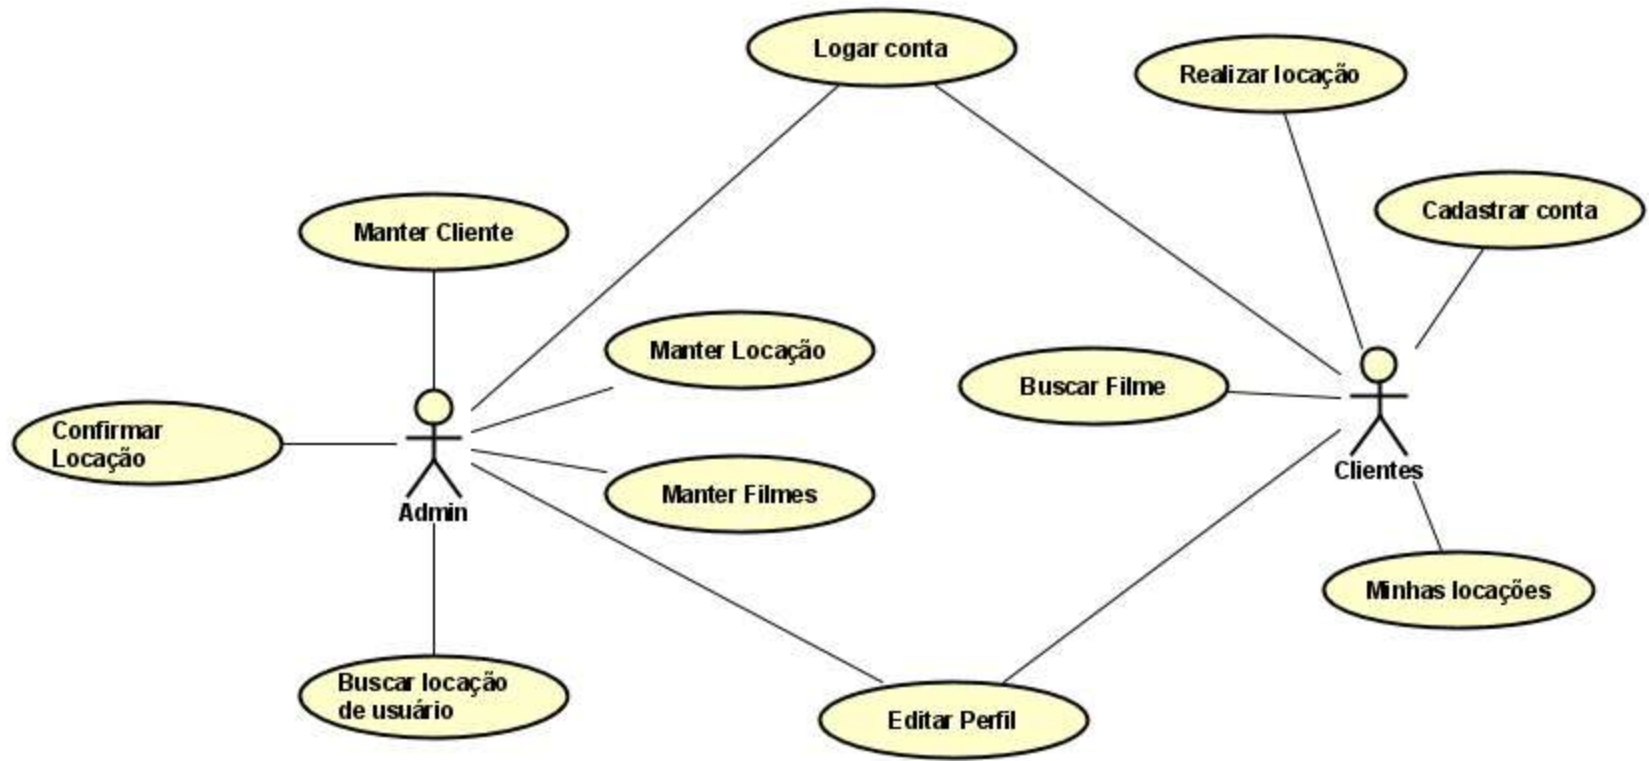 Logar conta
Realizar locação
Cadastrar conta
Manter Cliente
Manter Locação
Buscar Filme
Confirmar
Locação
Clientes
Manter Filmes
Admin
Minhas locações
Buscar locação
de usuário
Editar Perfil